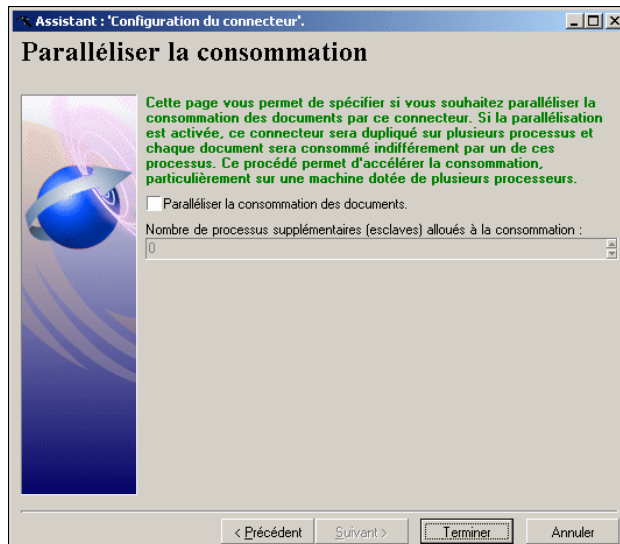 Assistant : 'Configuration du connecteur'.
Paralléliser la consommation
Cette page vous permet de spécifier si vous souhaitez paralléliser la
consommation des documents par ce connecteur. Si la parallélisation
est activée, ce connecteur sera dupliqué sur plusieurs processus et
chaque document sera consommé indifférement par un de ces
processus. Ce procédé permet d'accélérer la consommation,
particulièrement sur une machine dotée de plusieurs processeurs.
Paralléliser la consommation des documents.
Nombre de processus supplémentaires (esclaves) alloués à la consommation :
0
< Précédent Suivant > Terminer Annuler